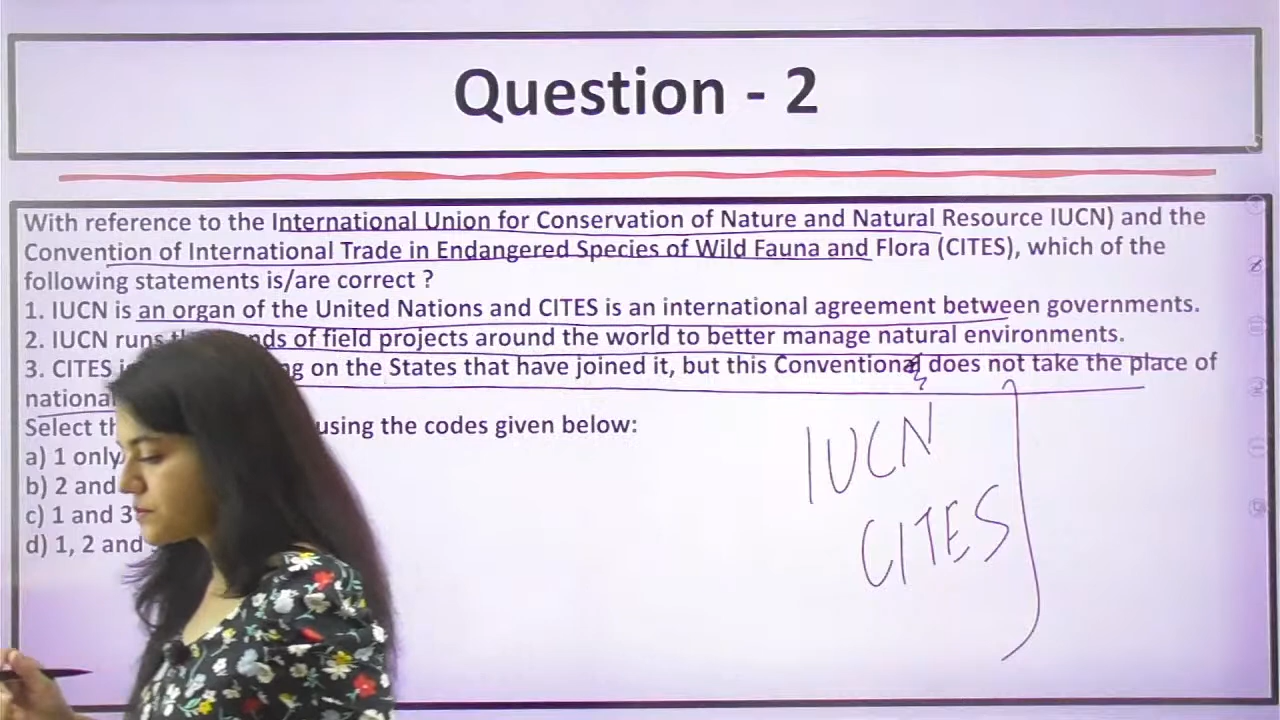 Question - 2
With reference to the International Union for Conservation of Nature and Natural Resource IUCN) and the
Convention of International Trade in Endangered Species of Wild Fauna and Flora (CITES), which of the
following statements is/are correct ?
1. IUCN is an organ of the United Nations and CITES is an international agreement between governments.
2. IUCN runs nds of field projects around the world to better manage natural environments.
3. CITES ng on the States that have joined it, but this Convention does not take the place of
national
Select using the codes given below:
a) 1 only
b) 2 and
c) 1 and 3
d) 1, 2 and
IUCN
CITES